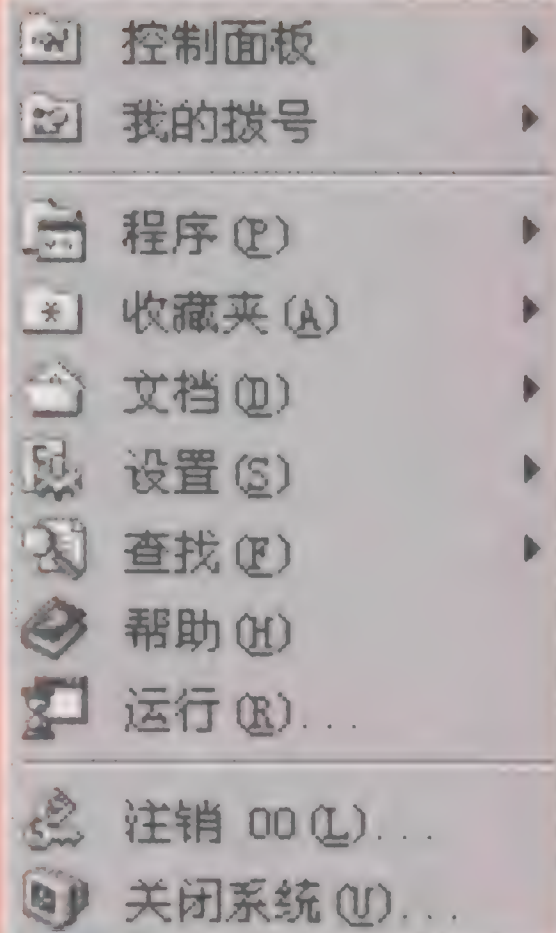 控制面板
我的拨号
程序(P)
收藏夹(A)
文档(D)
设置(S)
查找(F)
帮助(H)
运行(R)...
注销 00(L)...
关闭系统(U)...